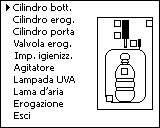 Cilindro bott.
Cilindro erog.
Cilindro porta
Valvola erog.
Imp. igienizz.
Agitatore
Lampada UVA
Lama d'aria
Erogazione
Esci